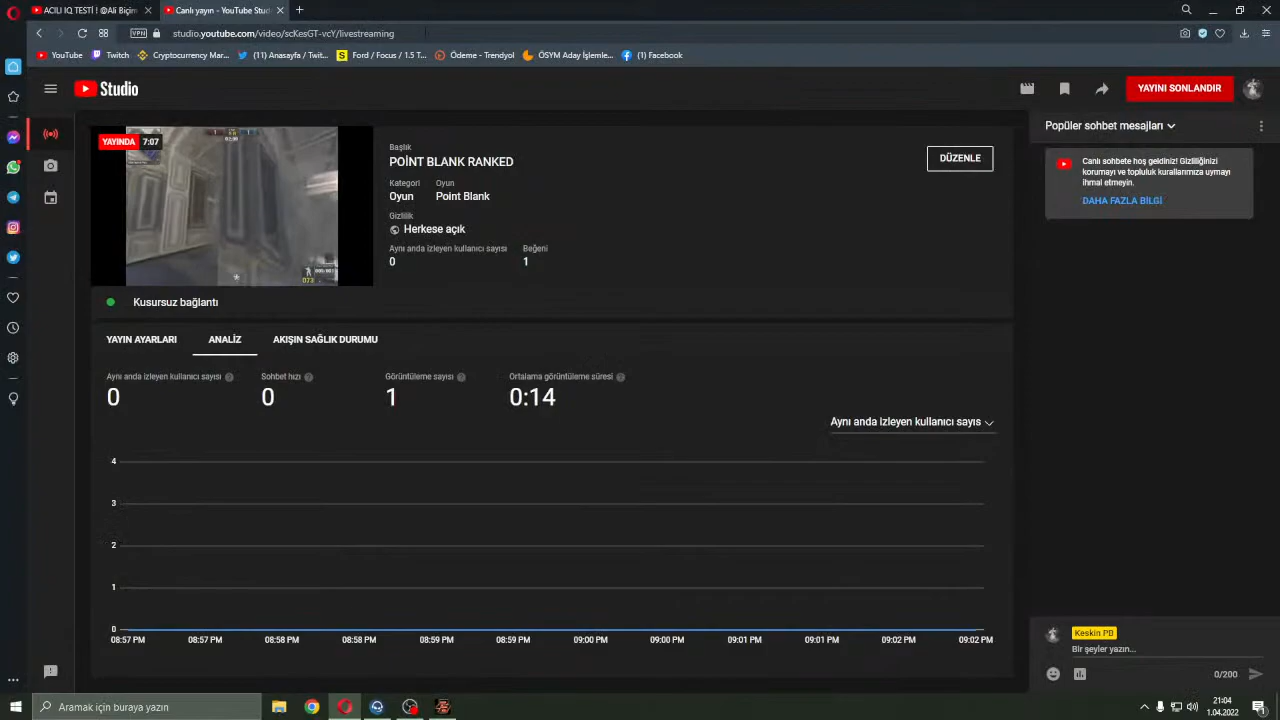 ACILI IQ TESTI ! @Ali Biçim
Canlı yayın - YouTube Stud
VPN
studio.youtube.com/video/scKesGT-vcY/livestreaming
YouTube
Twitch
Cryptocurrency Mar...
(11) Anasayfa / Twit...
Ford / Focus / 1.5 T...
Ödeme - Trendyol
ÖSYM Aday İşlemle...
(1) Facebook
Studio
YAYINI SONLANDIR
YAYINDA 7:07
Başlık
POİNT BLANK RANKED
Kategori Oyun
Oyun Point Blank
Gizlilik
Herkese açık
Aynı anda izleyen kullanıcı sayısı Beğeni
0 1
DÜZENLE
Kusursuz bağlantı
YAYIN AYARLARI ANALİZ AKIŞIN SAĞLIK DURUMU
Aynı anda izleyen kullanıcı sayısı Sohbet hızı Görüntüleme sayısı Ortalama görüntüleme süresi
0 0 1 0:14
Aynı anda izleyen kullanıcı sayıs
4
3
2
1
0
08:57 PM 08:57 PM 08:58 PM 08:58 PM 08:59 PM 08:59 PM 09:00 PM 09:00 PM 09:01 PM 09:01 PM 09:02 PM 09:02 PM
Popüler sohbet mesajları
Canlı sohbete hoş geldiniz! Gizliliğinizi
korumayı ve topluluk kurallarımıza uymayı
ihmal etmeyin.
DAHA FAZLA BİLGİ
Keskin PB
Bir şeyler yazın...
0/200
Aramak için buraya yazın
21:04
1.04.2022